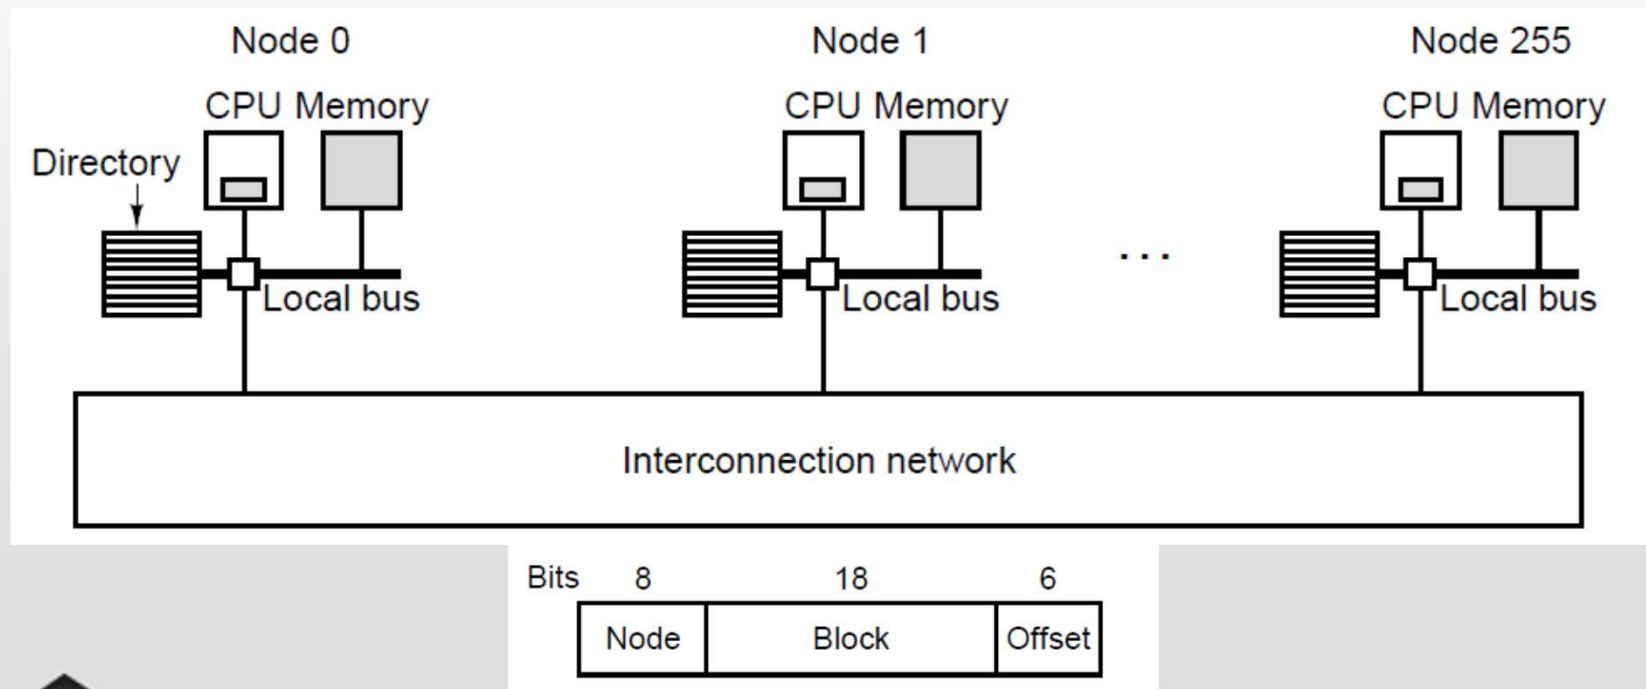 Node 0 Node 1 Node 255
CPU Memory CPU Memory CPU Memory
Directory
...
Local bus Local bus Local bus
Interconnection network
Bits 8 18 6
Node Block Offset